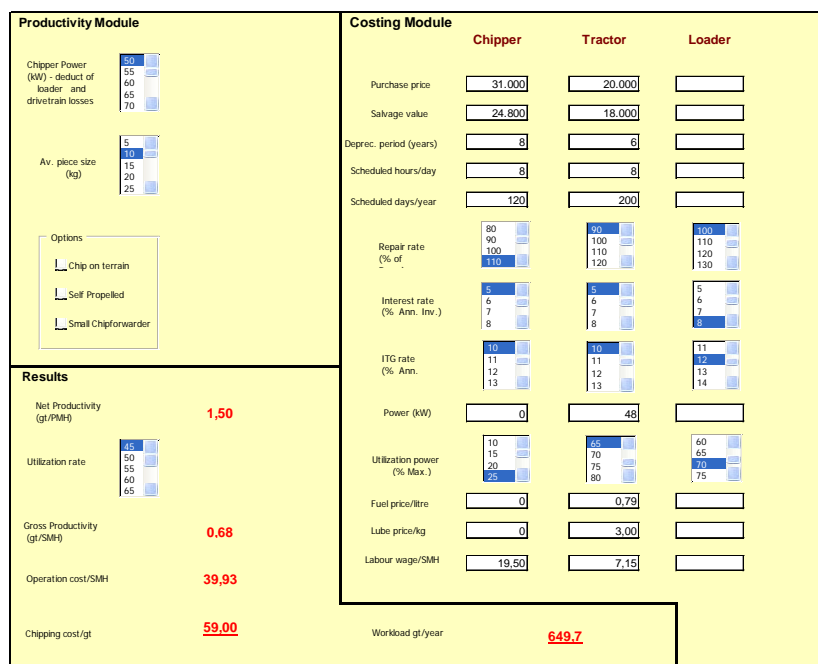 Productivity Module
Chipper Power
(kW) - deduct of
loader and
drivetrain losses
50
55
60
65
70
Av. piece size
(kg)
5
10
15
20
25
Options
Chip on terrain
Self Propelled
Small Chipforwarder
Results
Net Productivity
(gt/PMH)
1,50
Utilization rate
45
50
55
60
65
Gross Productivity
(gt/SMH)
0.68
Operation cost/SMH
39,93
Chipping cost/gt
59,00
Costing Module
Chipper Tractor Loader
Purchase price 31.000 20.000
Salvage value 24.800 18.000
Deprec. period (years) 8 6
Scheduled hours/day 8 8
Scheduled days/year 120 200
Repair rate
(% of
80 90 100
90 100 110
100 110 120
110 120 130
Interest rate
(% Ann. Inv.)
5 5 5
6 6 6
7 7 7
8 8 8
ITG rate
(% Ann.
10 10 11
11 11 12
12 12 13
13 13 14
Power (kW) 0 48
Utilization power
(% Max.)
10 65 60
15 70 65
20 75 70
25 80 75
Fuel price/litre 0 0,79
Lube price/kg 0 3,00
Labour wage/SMH 19,50 7,15
Workload gt/year 649,7